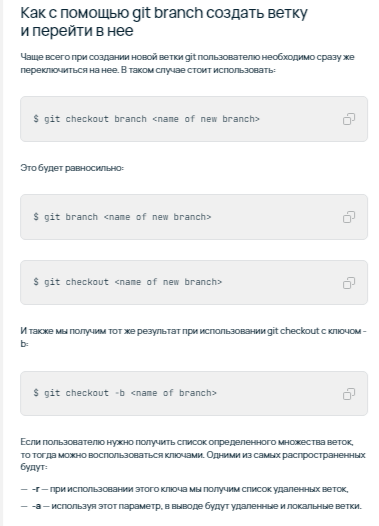 Как с помощью git branch создать ветку
и перейти в нее
Чаще всего при создании новой ветки git пользователю необходимо сразу же
переключиться на нее. В таком случае стоит использовать:
$ git checkout branch <name of new branch>
Это будет равносильно:
$ git branch <name of new branch>
$ git checkout <name of new branch>
И также мы получим тот же результат при использовании git checkout с ключом -
b:
$ git checkout -b <name of branch>
Если пользователю нужно получить список определенного множества веток,
то тогда можно воспользоваться ключами. Одними из самых распространенных
будут:
— -r — при использовании этого ключа мы получим список удаленных веток,
— -a — используя этот параметр, в выводе будут удаленные и локальные ветки.